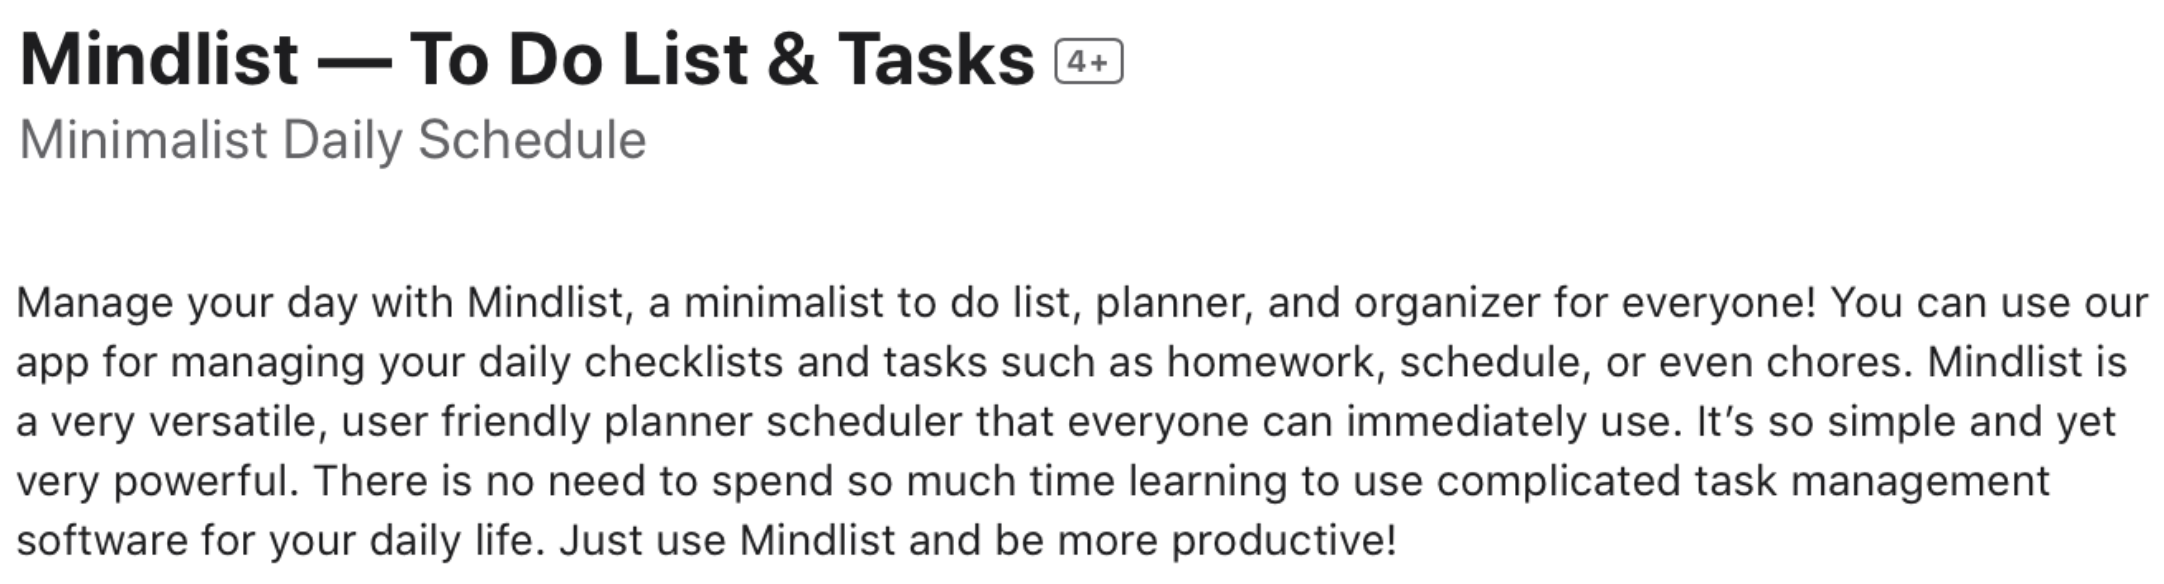 Mindlist — To Do List & Tasks 4+
Minimalist Daily Schedule
Manage your day with Mindlist, a minimalist to do list, planner, and organizer for everyone! You can use our
app for managing your daily checklists and tasks such as homework, schedule, or even chores. Mindlist is
a very versatile, user friendly planner scheduler that everyone can immediately use. It’s so simple and yet
very powerful. There is no need to spend so much time learning to use complicated task management
software for your daily life. Just use Mindlist and be more productive!